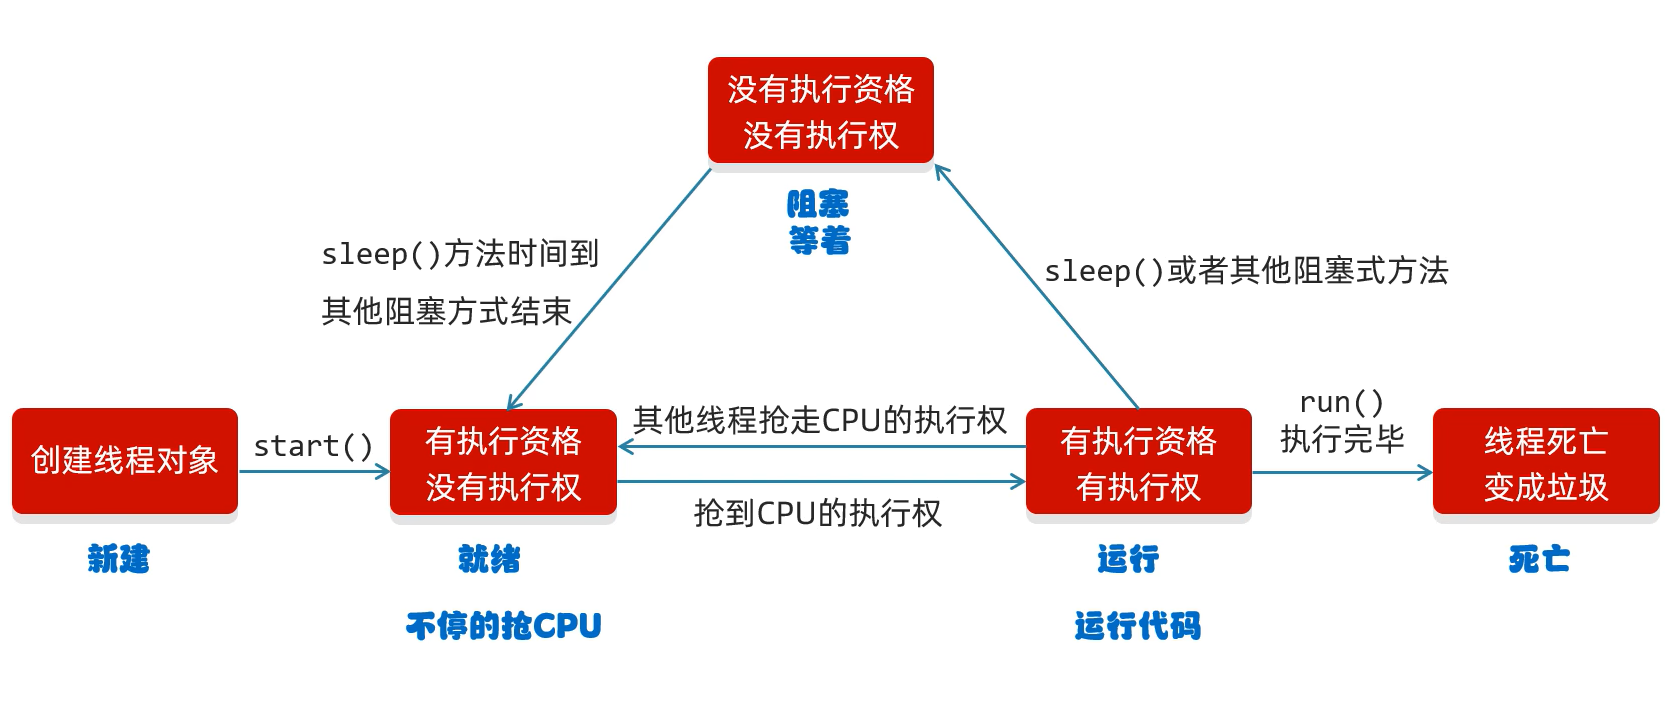 没有执行资格
没有执行权
阻塞
等着
sleep()方法时间到
其他阻塞方式结束
sleep()或者其他阻塞式方法
创建线程对象
新建
start()
有执行资格
没有执行权
就绪
不停的抢CPU
其他线程抢走CPU的执行权
抢到CPU的执行权
有执行资格
有执行权
运行
运行代码
run()
执行完毕
线程死亡
变成垃圾
死亡